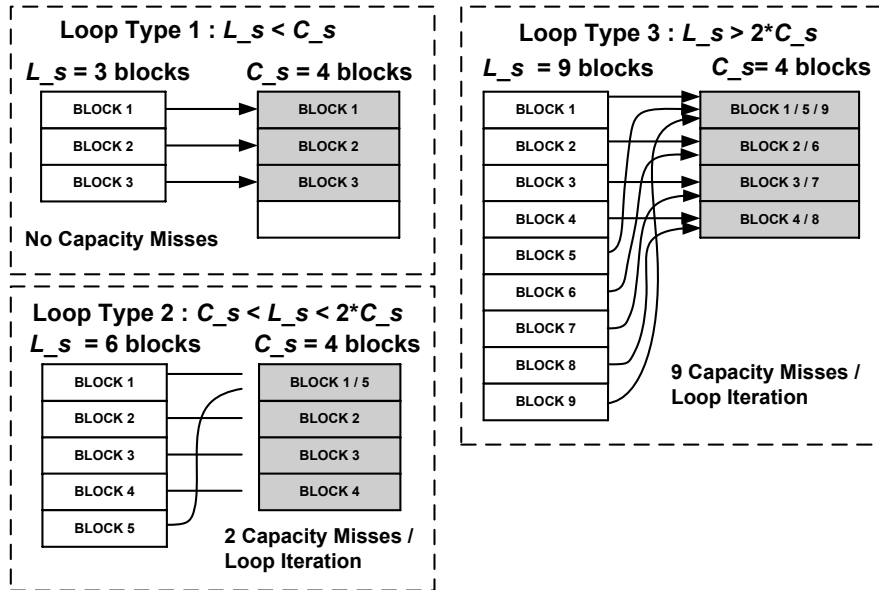 Loop Type 1 : L_s < C_s
L_s = 3 blocks
C_s = 4 blocks
BLOCK 1
BLOCK 2
BLOCK 3
BLOCK 1
BLOCK 2
BLOCK 3
No Capacity Misses
Loop Type 2 : C_s < L_s < 2*C_s
L_s = 6 blocks
C_s = 4 blocks
BLOCK 1
BLOCK 2
BLOCK 3
BLOCK 4
BLOCK 5
BLOCK 1 / 5
BLOCK 2
BLOCK 3
BLOCK 4
2 Capacity Misses /
Loop Iteration
Loop Type 3 : L_s > 2*C_s
L_s = 9 blocks
C_s= 4 blocks
BLOCK 1
BLOCK 2
BLOCK 3
BLOCK 4
BLOCK 5
BLOCK 6
BLOCK 7
BLOCK 8
BLOCK 9
BLOCK 1 / 5 / 9
BLOCK 2 / 6
BLOCK 3 / 7
BLOCK 4 / 8
9 Capacity Misses /
Loop Iteration